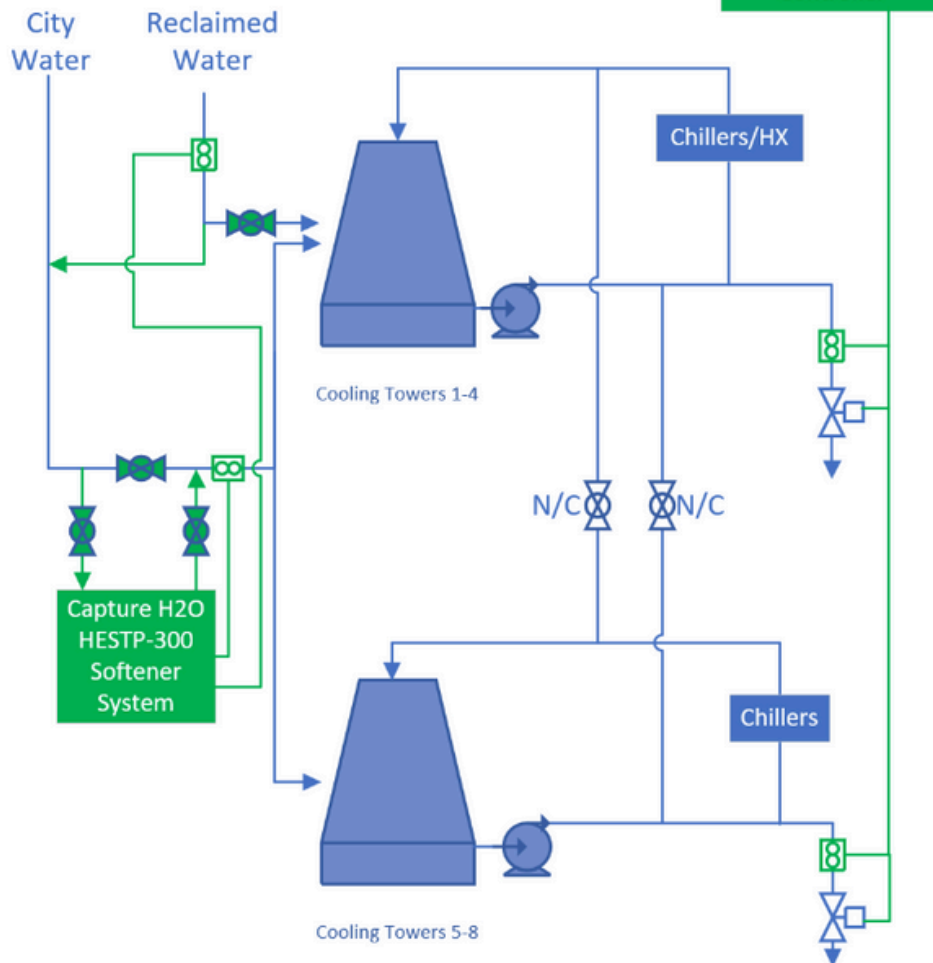 City
Water
Reclaimed
Water
Chillers/HX
Cooling Towers 1-4
N/C
N/C
Capture H2O
HESTP-300
Softener
System
Chillers
Cooling Towers 5-8